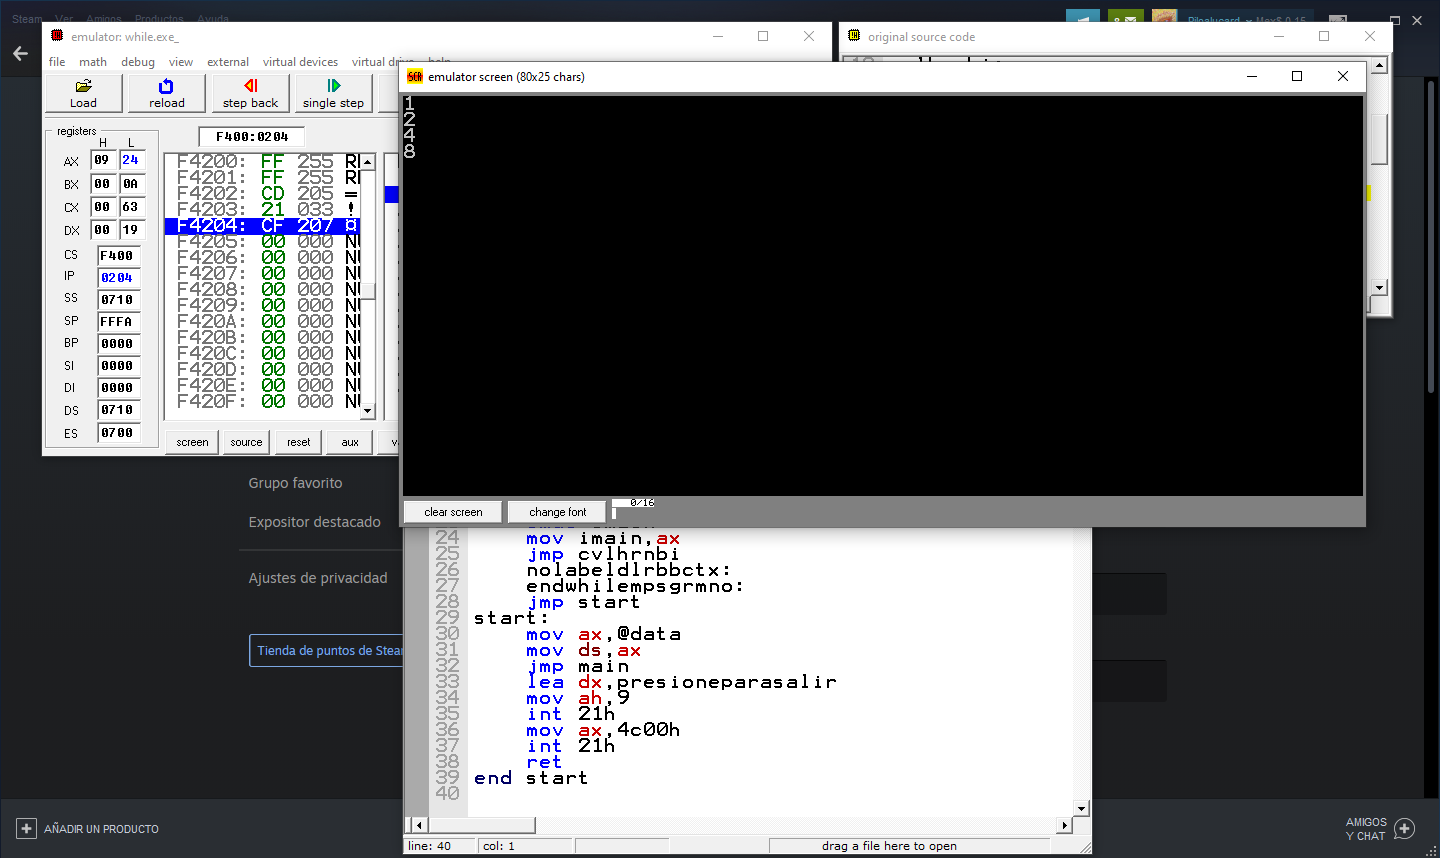 Steam Ver Amigos Productos Ayuda
emulator: while.exe_
file math debug view external virtual devices virtual drive help
Load reload step back single step
registers
H L
AX 09 24
BX 00 0A
CX 00 63
DX 00 19
CS F400
IP 0204
SS 0710
SP FFFA
BP 0000
SI 0000
DI 0000
DS 0710
ES 0700
F400:0204
F4200: FF 255
F4201: FF 255
F4202: CD 205 =
F4203: 21 033 !
F4204: CF 207 ¤
F4205: 00 000
F4206: 00 000
F4207: 00 000
F4208: 00 000
F4209: 00 000
F420A: 00 000
F420B: 00 000
F420C: 00 000
F420D: 00 000
F420E: 00 000
F420F: 00 000
screen source reset aux
original source code
SCR emulator screen (80x25 chars)
1
2
4
8
clear screen change font 0/16
24 mov imain,ax
25 jmp cvlhrnbi
26 nolabeldlrbbctx:
27 endwhilempsgrmno:
28 jmp start
29 start:
30 mov ax,@data
31 mov ds,ax
32 jmp main
33 lea dx,presioneparasalir
34 mov ah,9
35 int 21h
36 mov ax,4c00h
37 int 21h
38 ret
39 end start
40
line: 40 col: 1 drag a file here to open
Grupo favorito
Expositor destacado
Ajustes de privacidad
Tienda de puntos de Stear
AÑADIR UN PRODUCTO
AMIGOS
Y CHAT